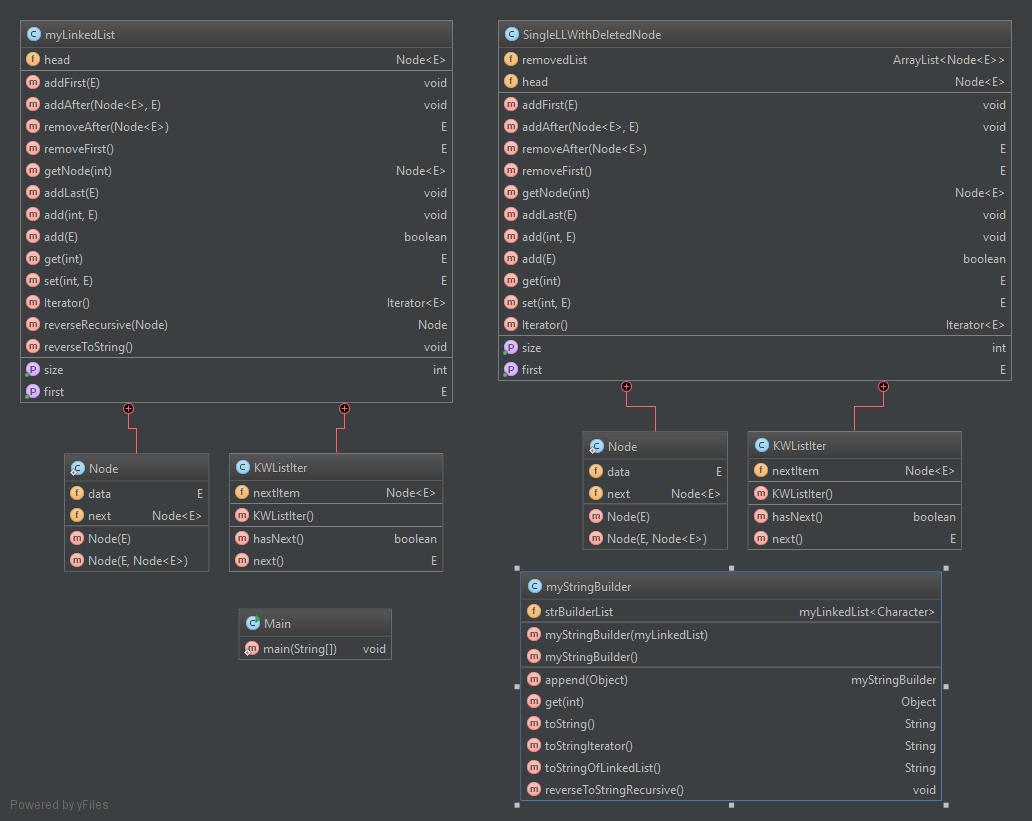 myLinkedList
head Node<E>
addFirst(E) void
addAfter(Node<E>, E) void
removeAfter(Node<E>) E
removeFirst() E
getNode(int) Node<E>
addLast(E) void
add(int, E) void
add(E) boolean
get(int) E
set(int, E) E
Iterator() Iterator<E>
reverseRecursive(Node) Node
reverseToString() void
size int
first E
SingleLLWithDeletedNode
removedList ArrayList<Node<E>>
head Node<E>
addFirst(E) void
addAfter(Node<E>, E) void
removeAfter(Node<E>) E
removeFirst() E
getNode(int) Node<E>
addLast(E) void
add(int, E) void
add(E) boolean
get(int) E
set(int, E) E
Iterator() Iterator<E>
size int
first E
Node
data E
next Node<E>
Node(E)
Node(E, Node<E>)
KWListIter
nextItem Node<E>
KWListIter()
hasNext() boolean
next() E
Node
data E
next Node<E>
Node(E)
Node(E, Node<E>)
KWListIter
nextItem Node<E>
KWListIter()
hasNext() boolean
next() E
Main
main(String[]) void
myStringBuilder
strBuilderList myLinkedList<Character>
myStringBuilder(myLinkedList)
myStringBuilder()
append(Object) myStringBuilder
get(int) Object
toString() String
toStringIterator() String
toStringOfLinkedList() String
reverseToStringRecursive() void
Powered by yFiles